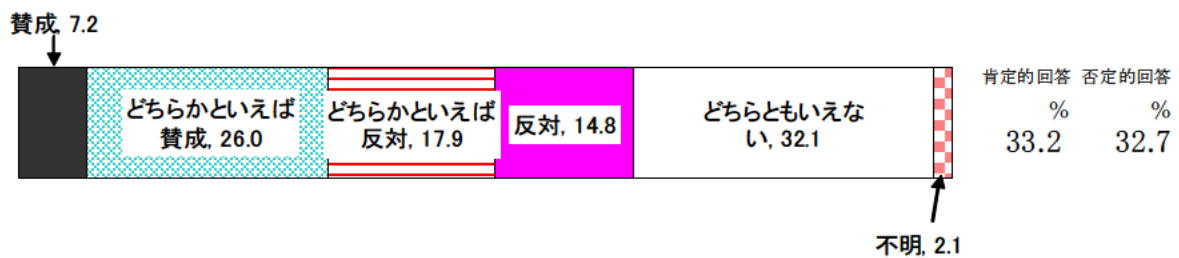 賛成, 7.2
どちらかといえば
賛成, 26.0
どちらかといえば
反対, 17.9
反対, 14.8
どちらともいえな
い, 32.1
不明, 2.1
肯定的回答 否定的回答
% %
33.2 32.7